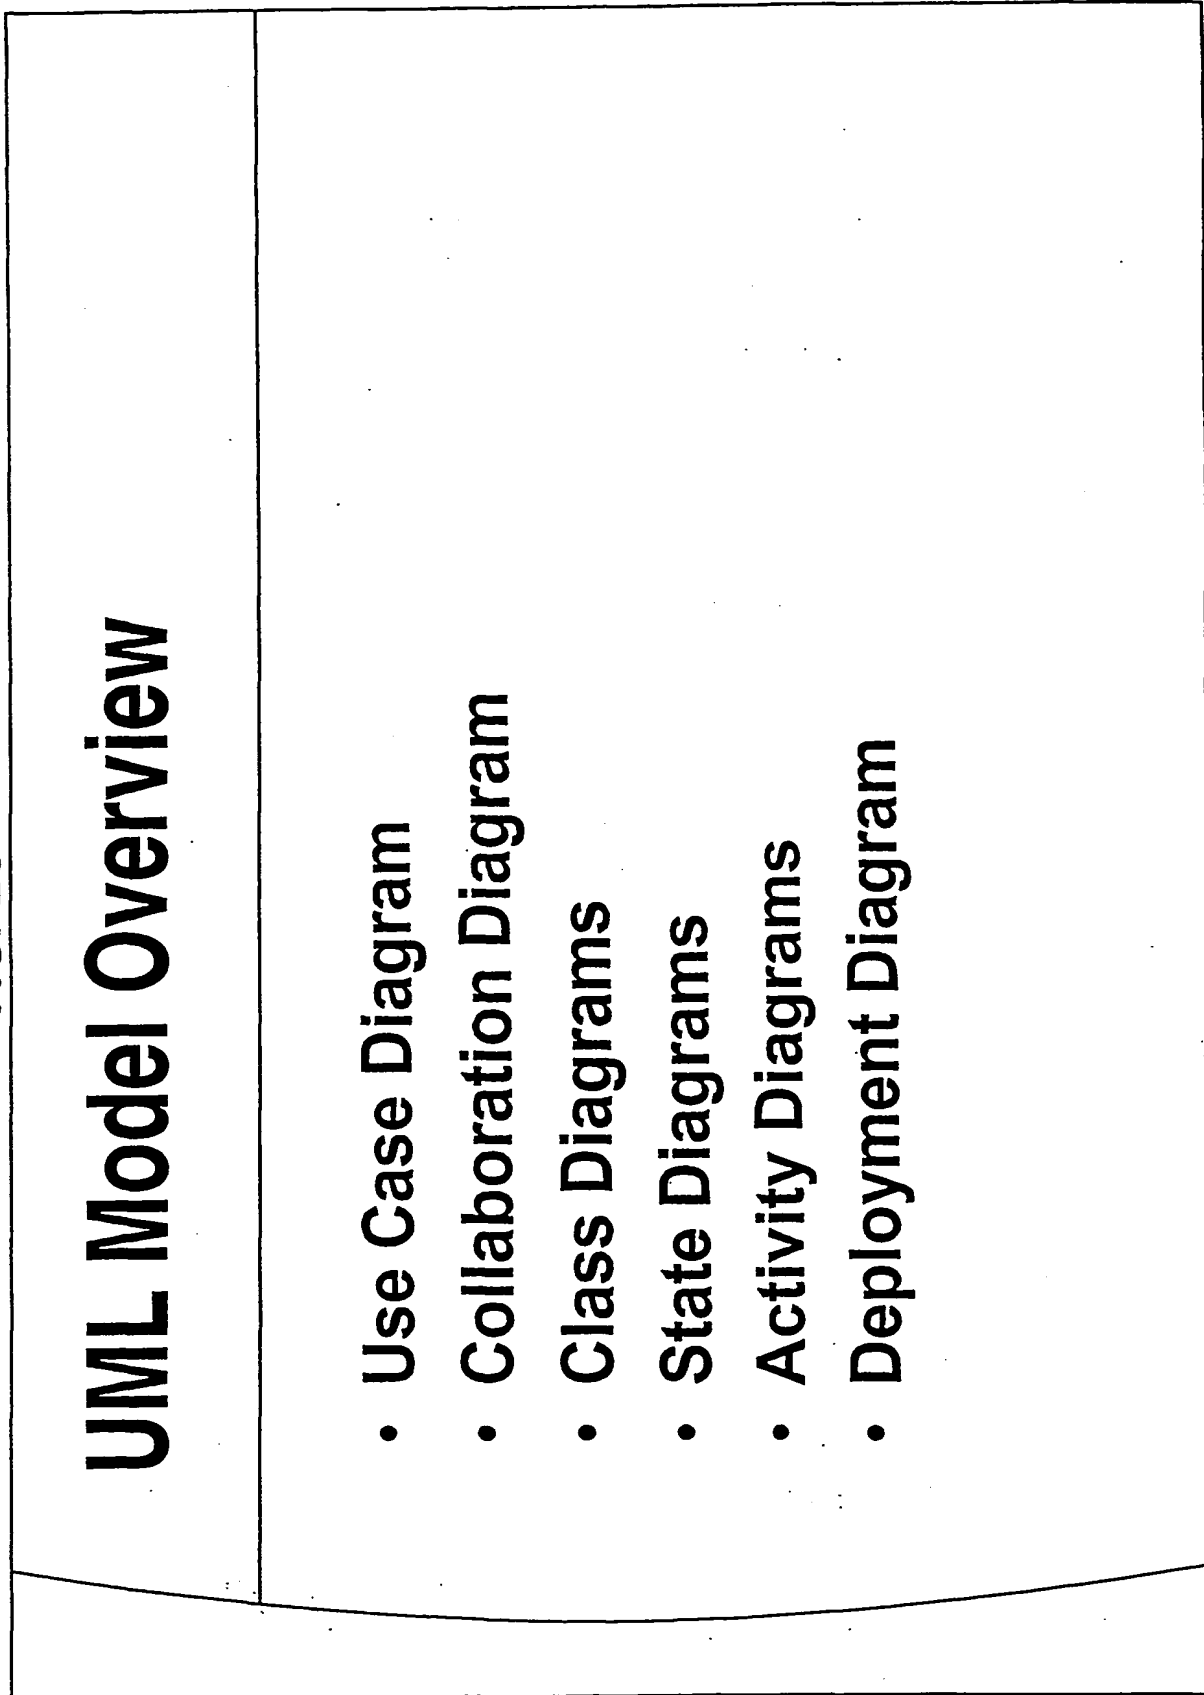 UML Model Overview
• Use Case Diagram
• Collaboration Diagram
• Class Diagrams
• State Diagrams
• Activity Diagrams
• Deployment Diagram